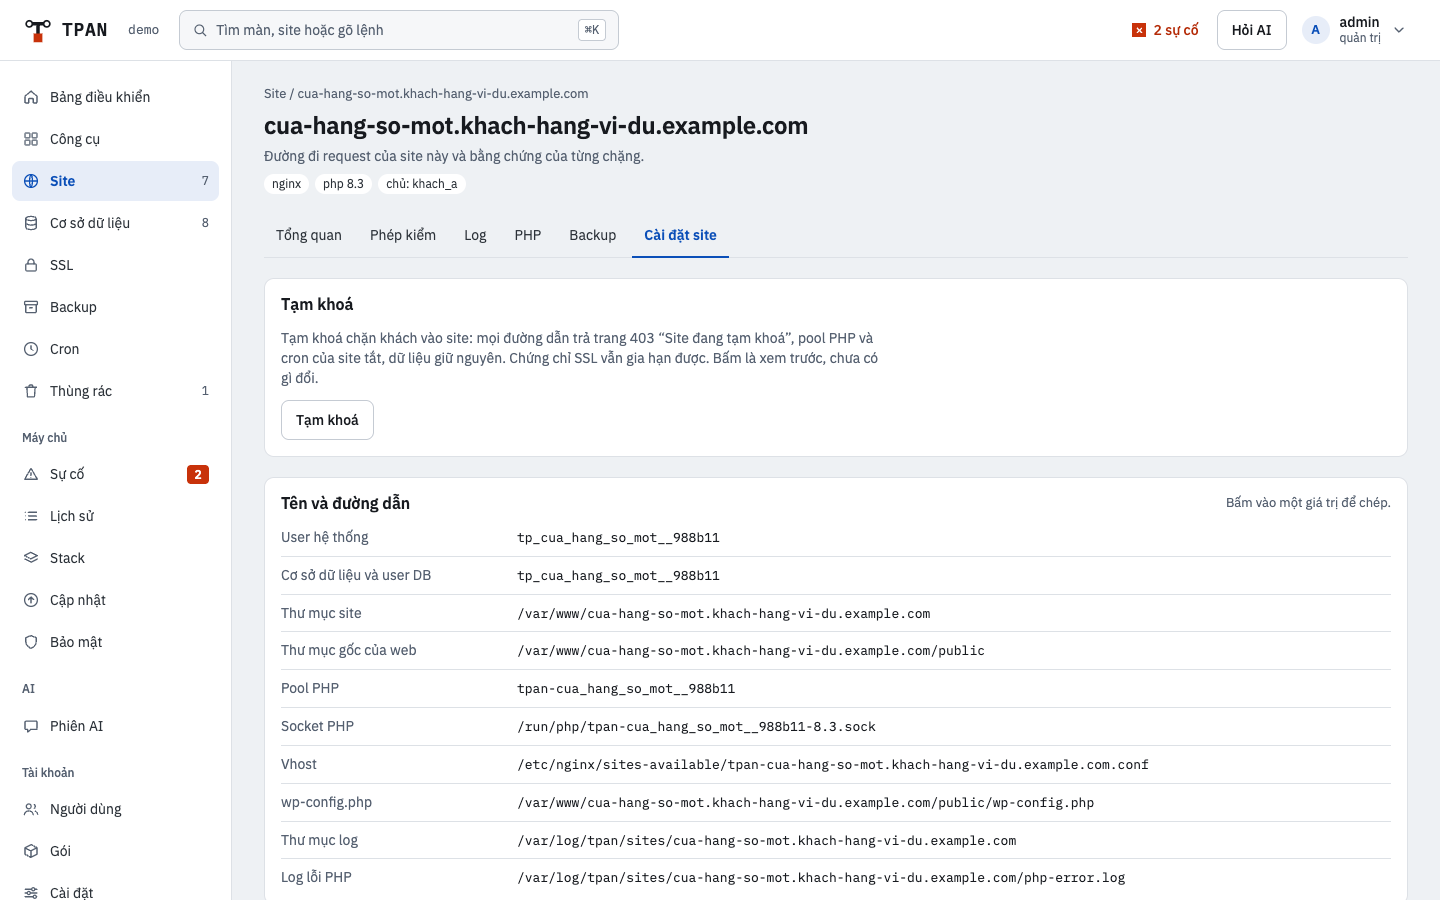 TPAN
demo
Tìm màn, site hoặc gõ lệnh
⌘K
2 sự cố
Hỏi AI
A
admin
quản trị
Bảng điều khiển
Công cụ
Site
7
Cơ sở dữ liệu
8
SSL
Backup
Cron
Thùng rác
1
Máy chủ
Sự cố
2
Lịch sử
Stack
Cập nhật
Bảo mật
AI
Phiên AI
Tài khoản
Người dùng
Gói
Cài đặt
Site / cua-hang-so-mot.khach-hang-vi-du.example.com
cua-hang-so-mot.khach-hang-vi-du.example.com
Đường đi request của site này và bằng chứng của từng chặng.
nginx
php 8.3
chủ: khach_a
Tổng quan
Phép kiểm
Log
PHP
Backup
Cài đặt site
Tạm khoá
Tạm khoá chặn khách vào site: mọi đường dẫn trả trang 403 “Site đang tạm khoá”, pool PHP và
cron của site tắt, dữ liệu giữ nguyên. Chứng chỉ SSL vẫn gia hạn được. Bấm là xem trước, chưa có
gì đổi.
Tạm khoá
Tên và đường dẫn
Bấm vào một giá trị để chép.
User hệ thống
tp_cua_hang_so_mot__988b11
Cơ sở dữ liệu và user DB
tp_cua_hang_so_mot__988b11
Thư mục site
/var/www/cua-hang-so-mot.khach-hang-vi-du.example.com
Thư mục gốc của web
/var/www/cua-hang-so-mot.khach-hang-vi-du.example.com/public
Pool PHP
tpan-cua_hang_so_mot__988b11
Socket PHP
/run/php/tpan-cua_hang_so_mot__988b11-8.3.sock
Vhost
/etc/nginx/sites-available/tpan-cua-hang-so-mot.khach-hang-vi-du.example.com.conf
wp-config.php
/var/www/cua-hang-so-mot.khach-hang-vi-du.example.com/public/wp-config.php
Thư mục log
/var/log/tpan/sites/cua-hang-so-mot.khach-hang-vi-du.example.com
Log lỗi PHP
/var/log/tpan/sites/cua-hang-so-mot.khach-hang-vi-du.example.com/php-error.log